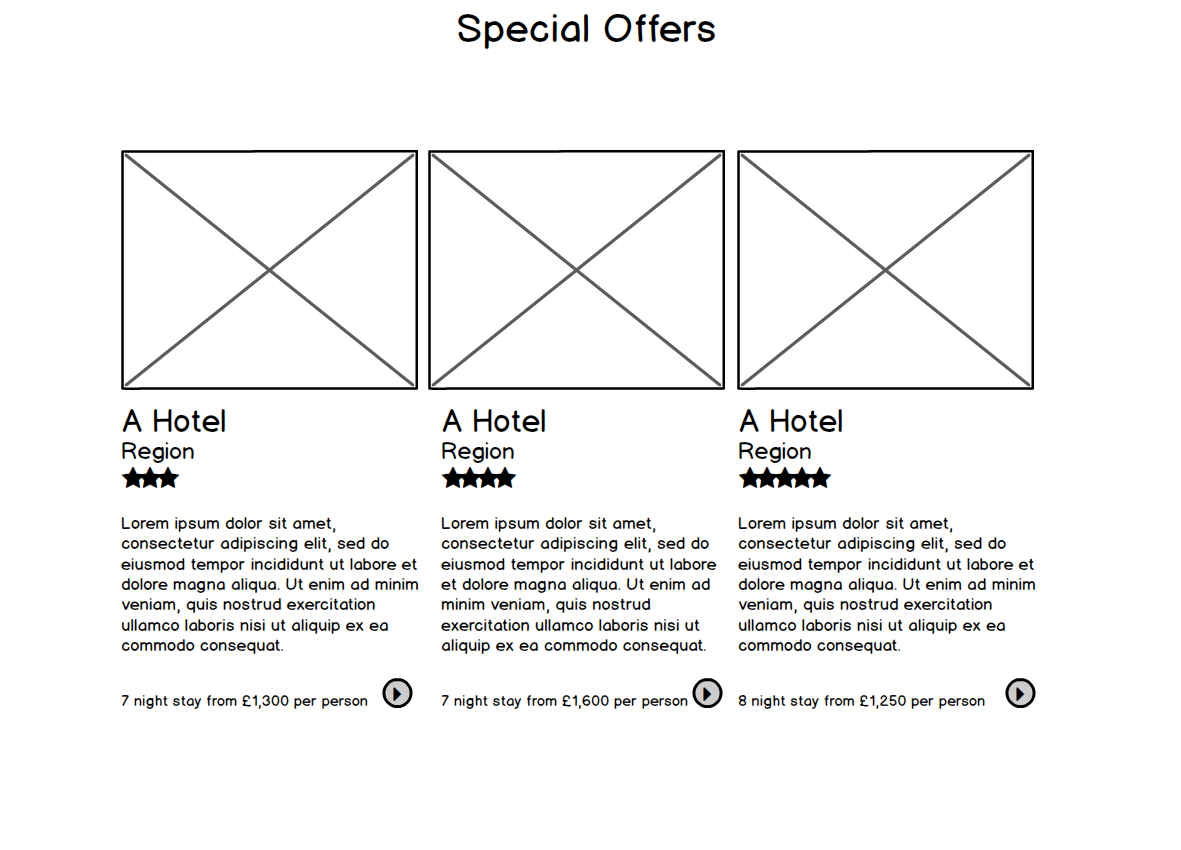 Special Offers
A Hotel
Region
Lorem ipsum dolor sit amet,
consectetur adipiscing elit, sed do
eiusmod tempor incididunt ut labore et
dolore magna aliqua. Ut enim ad minim
veniam, quis nostrud exercitation
ullamco laboris nisi ut aliquip ex ea
commodo consequat.
7 night stay from £1,300 per person
A Hotel
Region
Lorem ipsum dolor sit amet,
consectetur adipiscing elit, sed do
eiusmod tempor incididunt ut labore
et dolore magna aliqua. Ut enim ad
minim veniam, quis nostrud
exercitation ullamco laboris nisi ut
aliquip ex ea commodo consequat.
7 night stay from £1,600 per person
A Hotel
Region
Lorem ipsum dolor sit amet,
consectetur adipiscing elit, sed do
eiusmod tempor incididunt ut labore et
dolore magna aliqua. Ut enim ad minim
veniam, quis nostrud exercitation
ullamco laboris nisi ut aliquip ex ea
commodo consequat.
8 night stay from £1,250 per person